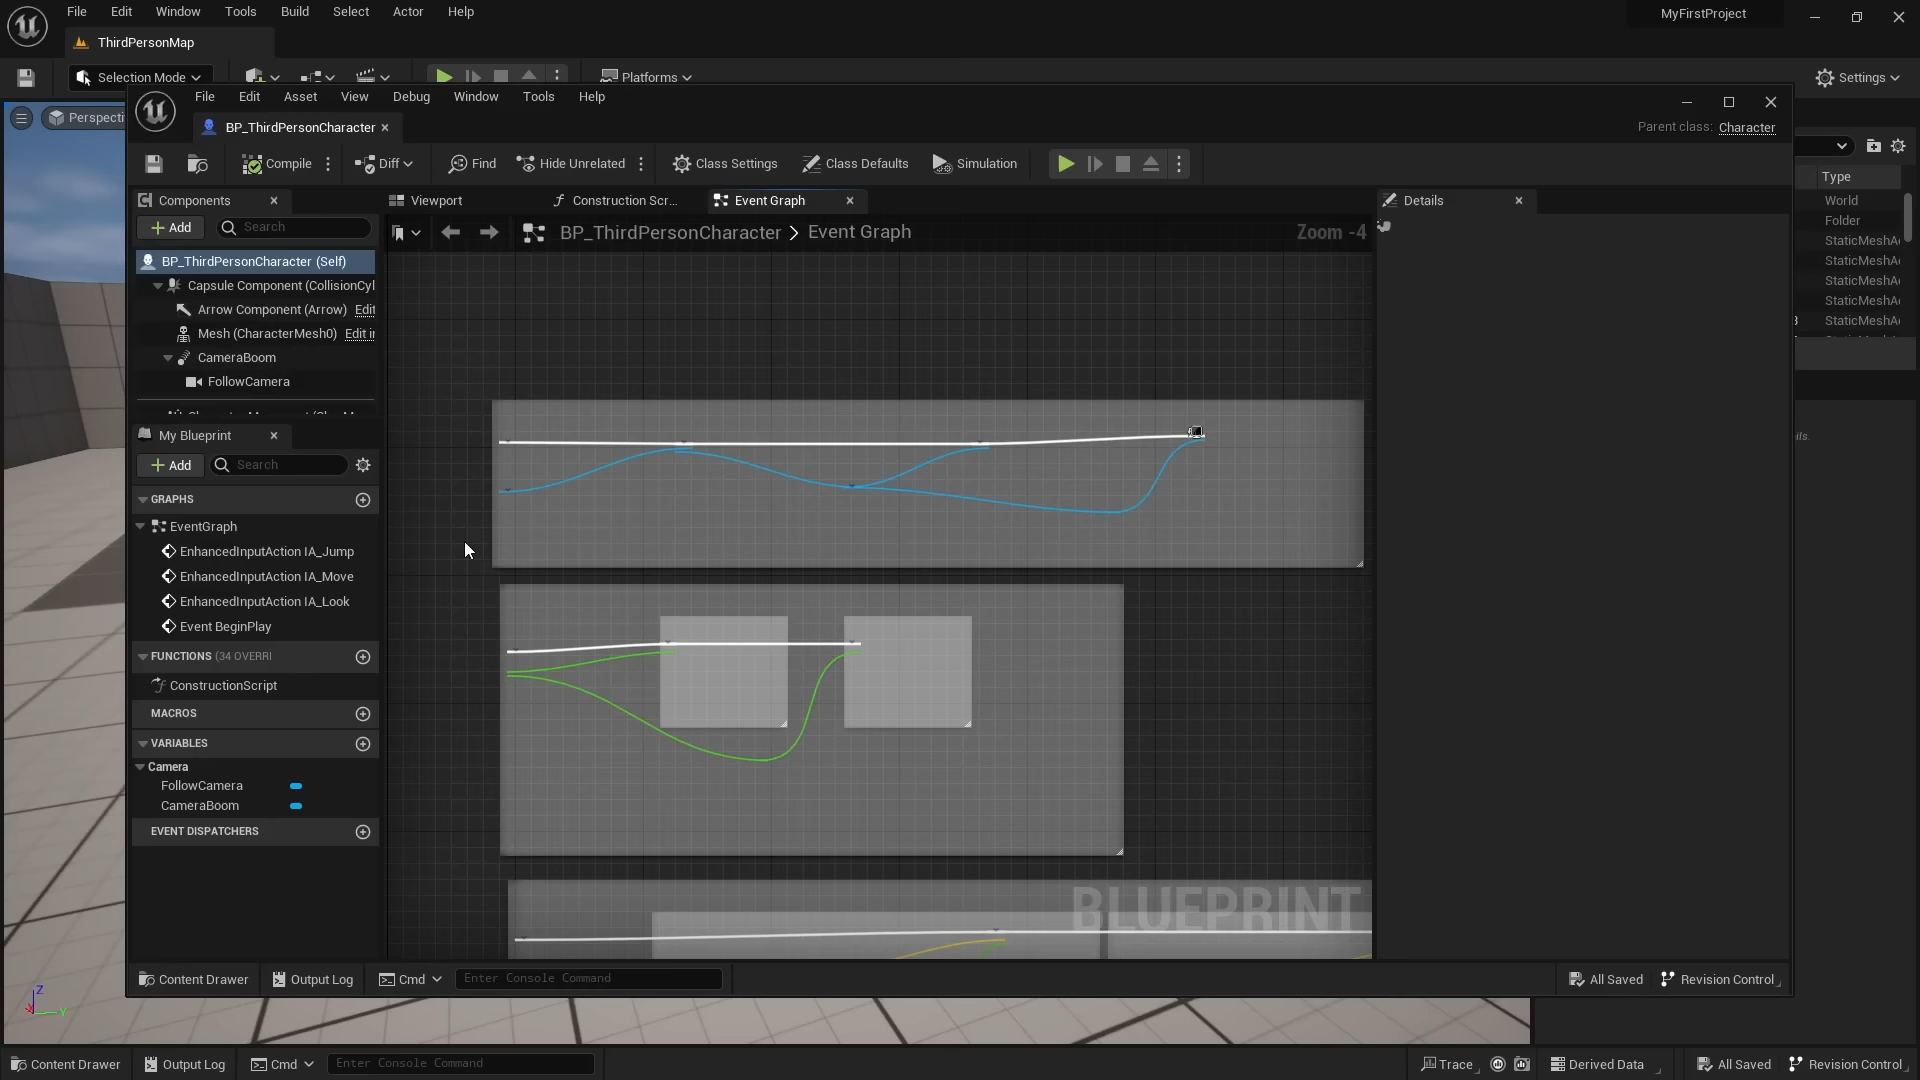 File Edit Window Tools Build Select Actor Help
MyFirstProject
ThirdPersonMap
Selection Mode
Platforms
Settings
Perspecti
File Edit Asset View Debug Window Tools Help
BP_ThirdPersonCharacter
Parent class: Character
Compile
Diff
Find
Hide Unrelated
Class Settings
Class Defaults
Simulation
Components
Add
Search
BP_ThirdPersonCharacter (Self)
Capsule Component (CollisionCyl
Arrow Component (Arrow) Edit
Mesh (CharacterMesh0) Edit in
CameraBoom
FollowCamera
My Blueprint
Add
Search
GRAPHS
EventGraph
EnhancedInputAction IA_Jump
EnhancedInputAction IA_Move
EnhancedInputAction IA_Look
Event BeginPlay
FUNCTIONS (34 OVERRI
ConstructionScript
MACROS
VARIABLES
Camera
FollowCamera
CameraBoom
EVENT DISPATCHERS
Viewport
Construction Scr...
Event Graph
BP_ThirdPersonCharacter > Event Graph
Zoom -4
BLUEPRINT
Details
Type
World
Folder
StaticMeshA
StaticMeshA
StaticMeshA
StaticMeshA
StaticMeshA
ils.
Content Drawer
Output Log
Cmd
Enter Console Command
All Saved
Revision Control
Z
Y
Content Drawer
Output Log
Cmd
Enter Console Command
Trace
Derived Data
All Saved
Revision Control